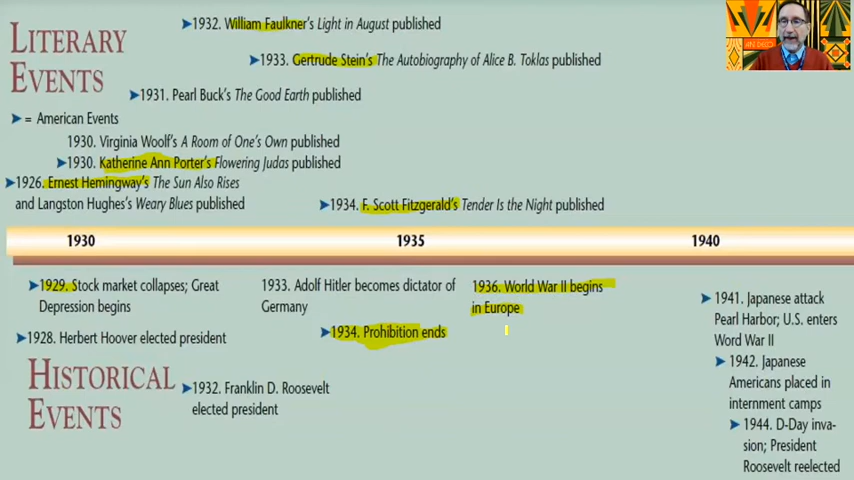 LITERARY
EVENTS
➤= American Events
➤1932. William Faulkner's Light in August published
➤1933. Gertrude Stein's The Autobiography of Alice B. Toklas published
➤1931. Pearl Buck's The Good Earth published
1930. Virginia Woolf's A Room of One's Own published
➤1930. Katherine Ann Porter's Flowering Judas published
➤1926. Ernest Hemingway's The Sun Also Rises
and Langston Hughes's Weary Blues published
➤1934. F. Scott Fitzgerald's Tender Is the Night published
1930 1935 1940
➤1929. Stock market collapses; Great
Depression begins
➤1928. Herbert Hoover elected president
HISTORICAL
EVENTS
➤1932. Franklin D. Roosevelt
elected president
1933. Adolf Hitler becomes dictator of
Germany
➤1934. Prohibition ends
1936. World War II begins
in Europe
➤1941. Japanese attack
Pearl Harbor; U.S. enters
Word War II
➤1942. Japanese
Americans placed in
internment camps
➤1944. D-Day inva-
sion; President
Roosevelt reelected